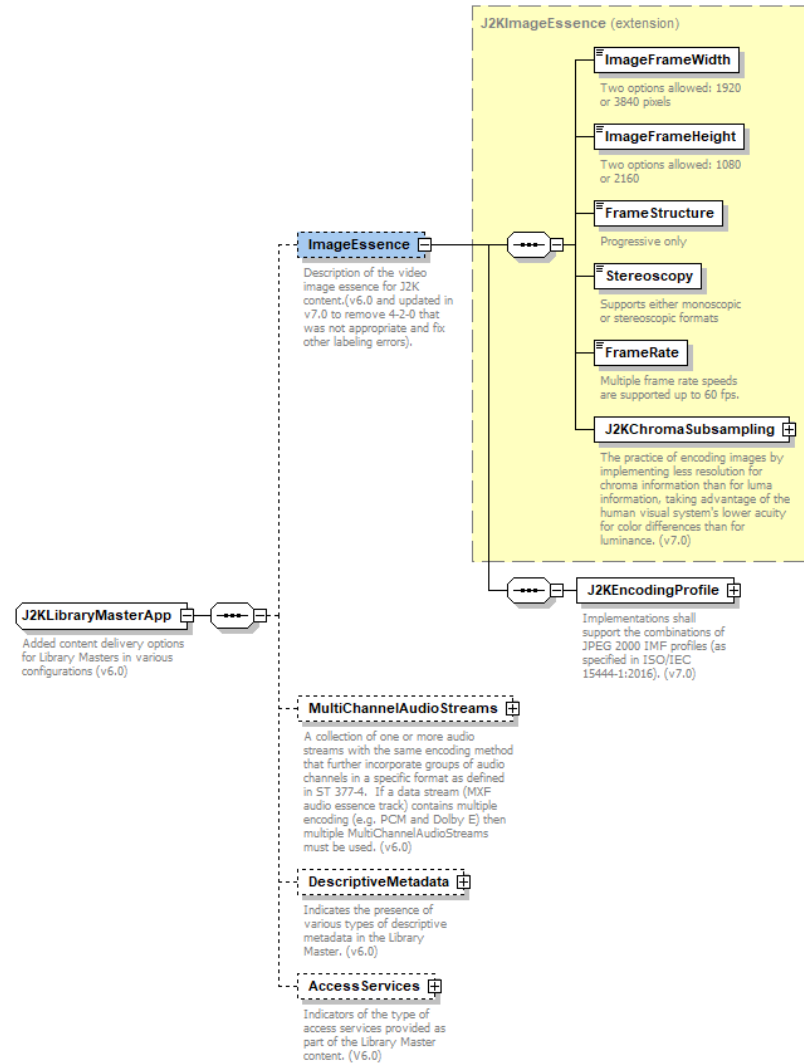 J2KImageEssence (extension)
ImageFrameWidth
Two options allowed: 1920
or 3840 pixels
ImageFrameHeight
Two options allowed: 1080
or 2160
FrameStructure
Progressive only
Stereoscopy
Supports either monoscopic
or stereoscopic formats
FrameRate
Multiple frame rate speeds
are supported up to 60 fps.
J2KChromaSubsampling
The practice of encoding images by
implementing less resolution for
chroma information than for luma
information, taking advantage of the
human visual system's lower acuity
for color differences than for
luminance. (v7.0)
ImageEssence
Description of the video
image essence for J2K
content.(v6.0 and updated in
v7.0 to remove 4-2-0 that
was not appropriate and fix
other labeling errors).
J2KEncodingProfile
Implementations shall
support the combinations of
JPEG 2000 IMF profiles (as
specified in ISO/IEC
15444-1:2016). (v7.0)
J2KLibraryMasterApp
Added content delivery options
for Library Masters in various
configurations (v6.0)
MultiChannelAudioStreams
A collection of one or more audio
streams with the same encoding method
that further incorporate groups of audio
channels in a specific format as defined
in ST 377-4.  If a data stream (MXF
audio essence track) contains multiple
encoding (e.g. PCM and Dolby E) then
multiple MultiChannelAudioStreams
must be used. (v6.0)
DescriptiveMetadata
Indicates the presence of
various types of descriptive
metadata in the Library
Master. (v6.0)
AccessServices
Indicators of the type of
access services provided as
part of the Library Master
content. (V6.0)